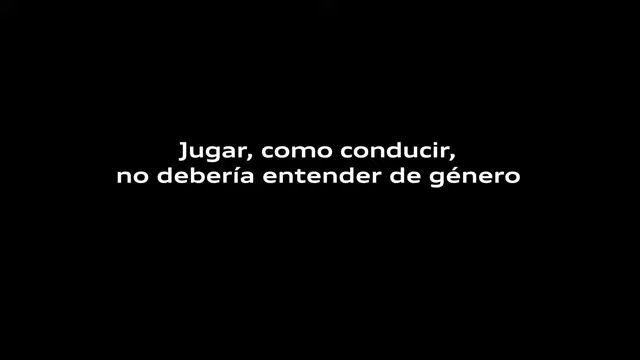 Jugar, como conducir,
no debería entender de género